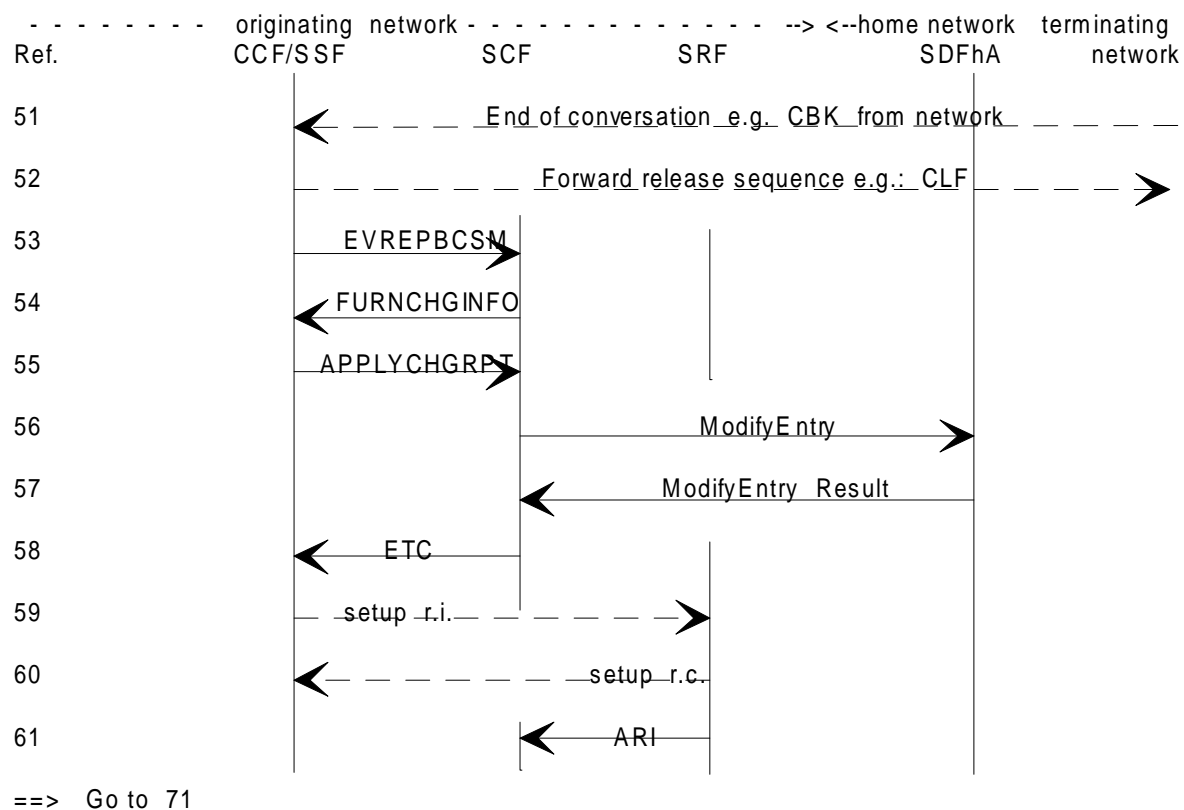 - - - - - - - - originating network - - - - - - - - - - - - - - --> <--home network terminating
Ref. CCF/SSF SCF SRF SDFhA network
51 End of conversation e.g. CBK from network
52 Forward release sequence e.g.: CLF
53 EVREPBCSM
54 FURNCHGINFO
55 APPLYCHGRPT
56 ModifyEntry
57 ModifyEntry Result
58 ETC
59 setup r.i.
60 setup r.c.
61 ARI
==> Go to 71